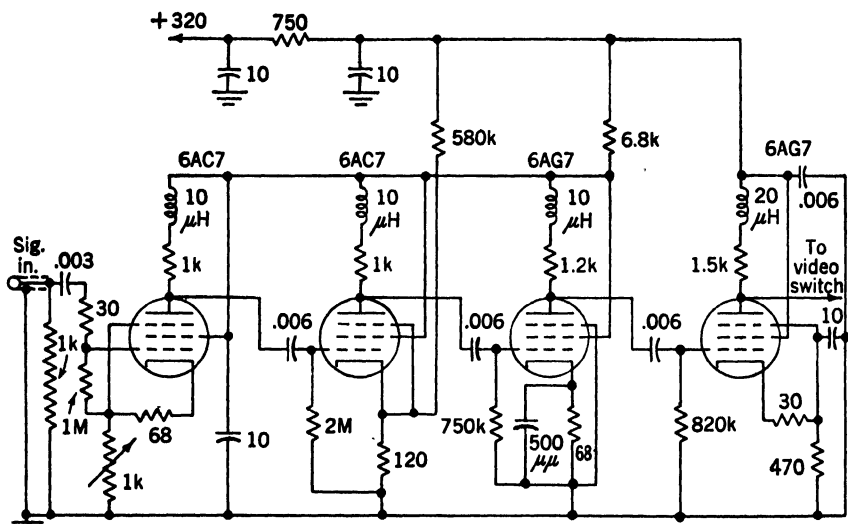 +320
750
10
10
580k
6.8k
6AC7
6AC7
6AG7
6AG7
.006
10
μH
10
μH
10
μH
20
μH
Sig.
in.
.003
1k
1k
1.2k
1.5k
To
video
switch
30
1k
1M
.006
.006
.006
10
68
10
2M
120
750k
500
μμ
68
820k
30
470
1k